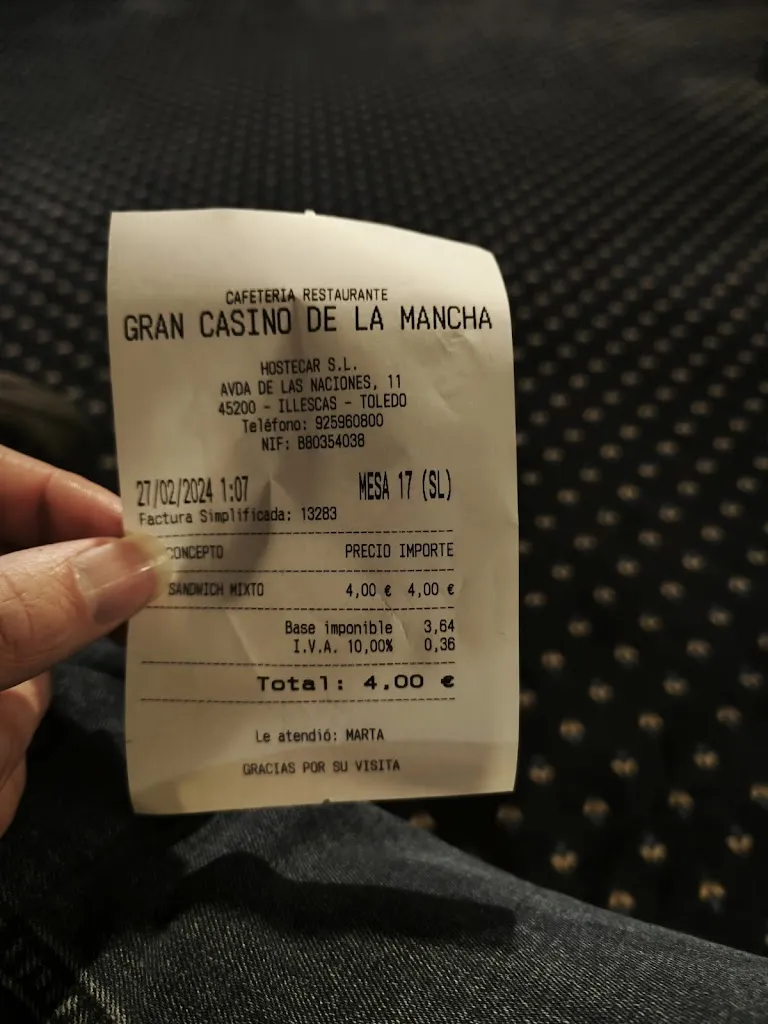 CAFETERIA RESTAURANTE
GRAN CASINO DE LA MANCHA
HOSTECAR S.L.
AVDA DE LAS NACIONES, 11
45200 - ILLESCAS - TOLEDO
Teléfono: 925960800
NIF: B80354038
27/02/2024 1:07 MESA 17 (SL)
Factura Simplificada: 13283
CONCEPTO PRECIO IMPORTE
SANDWICH MIXTO 4,00 € 4,00 €
Base imponible 3,64
I.V.A. 10,00% 0,36
Total: 4.00 €
Le atendió: MARTA
GRACIAS POR SU VISITA